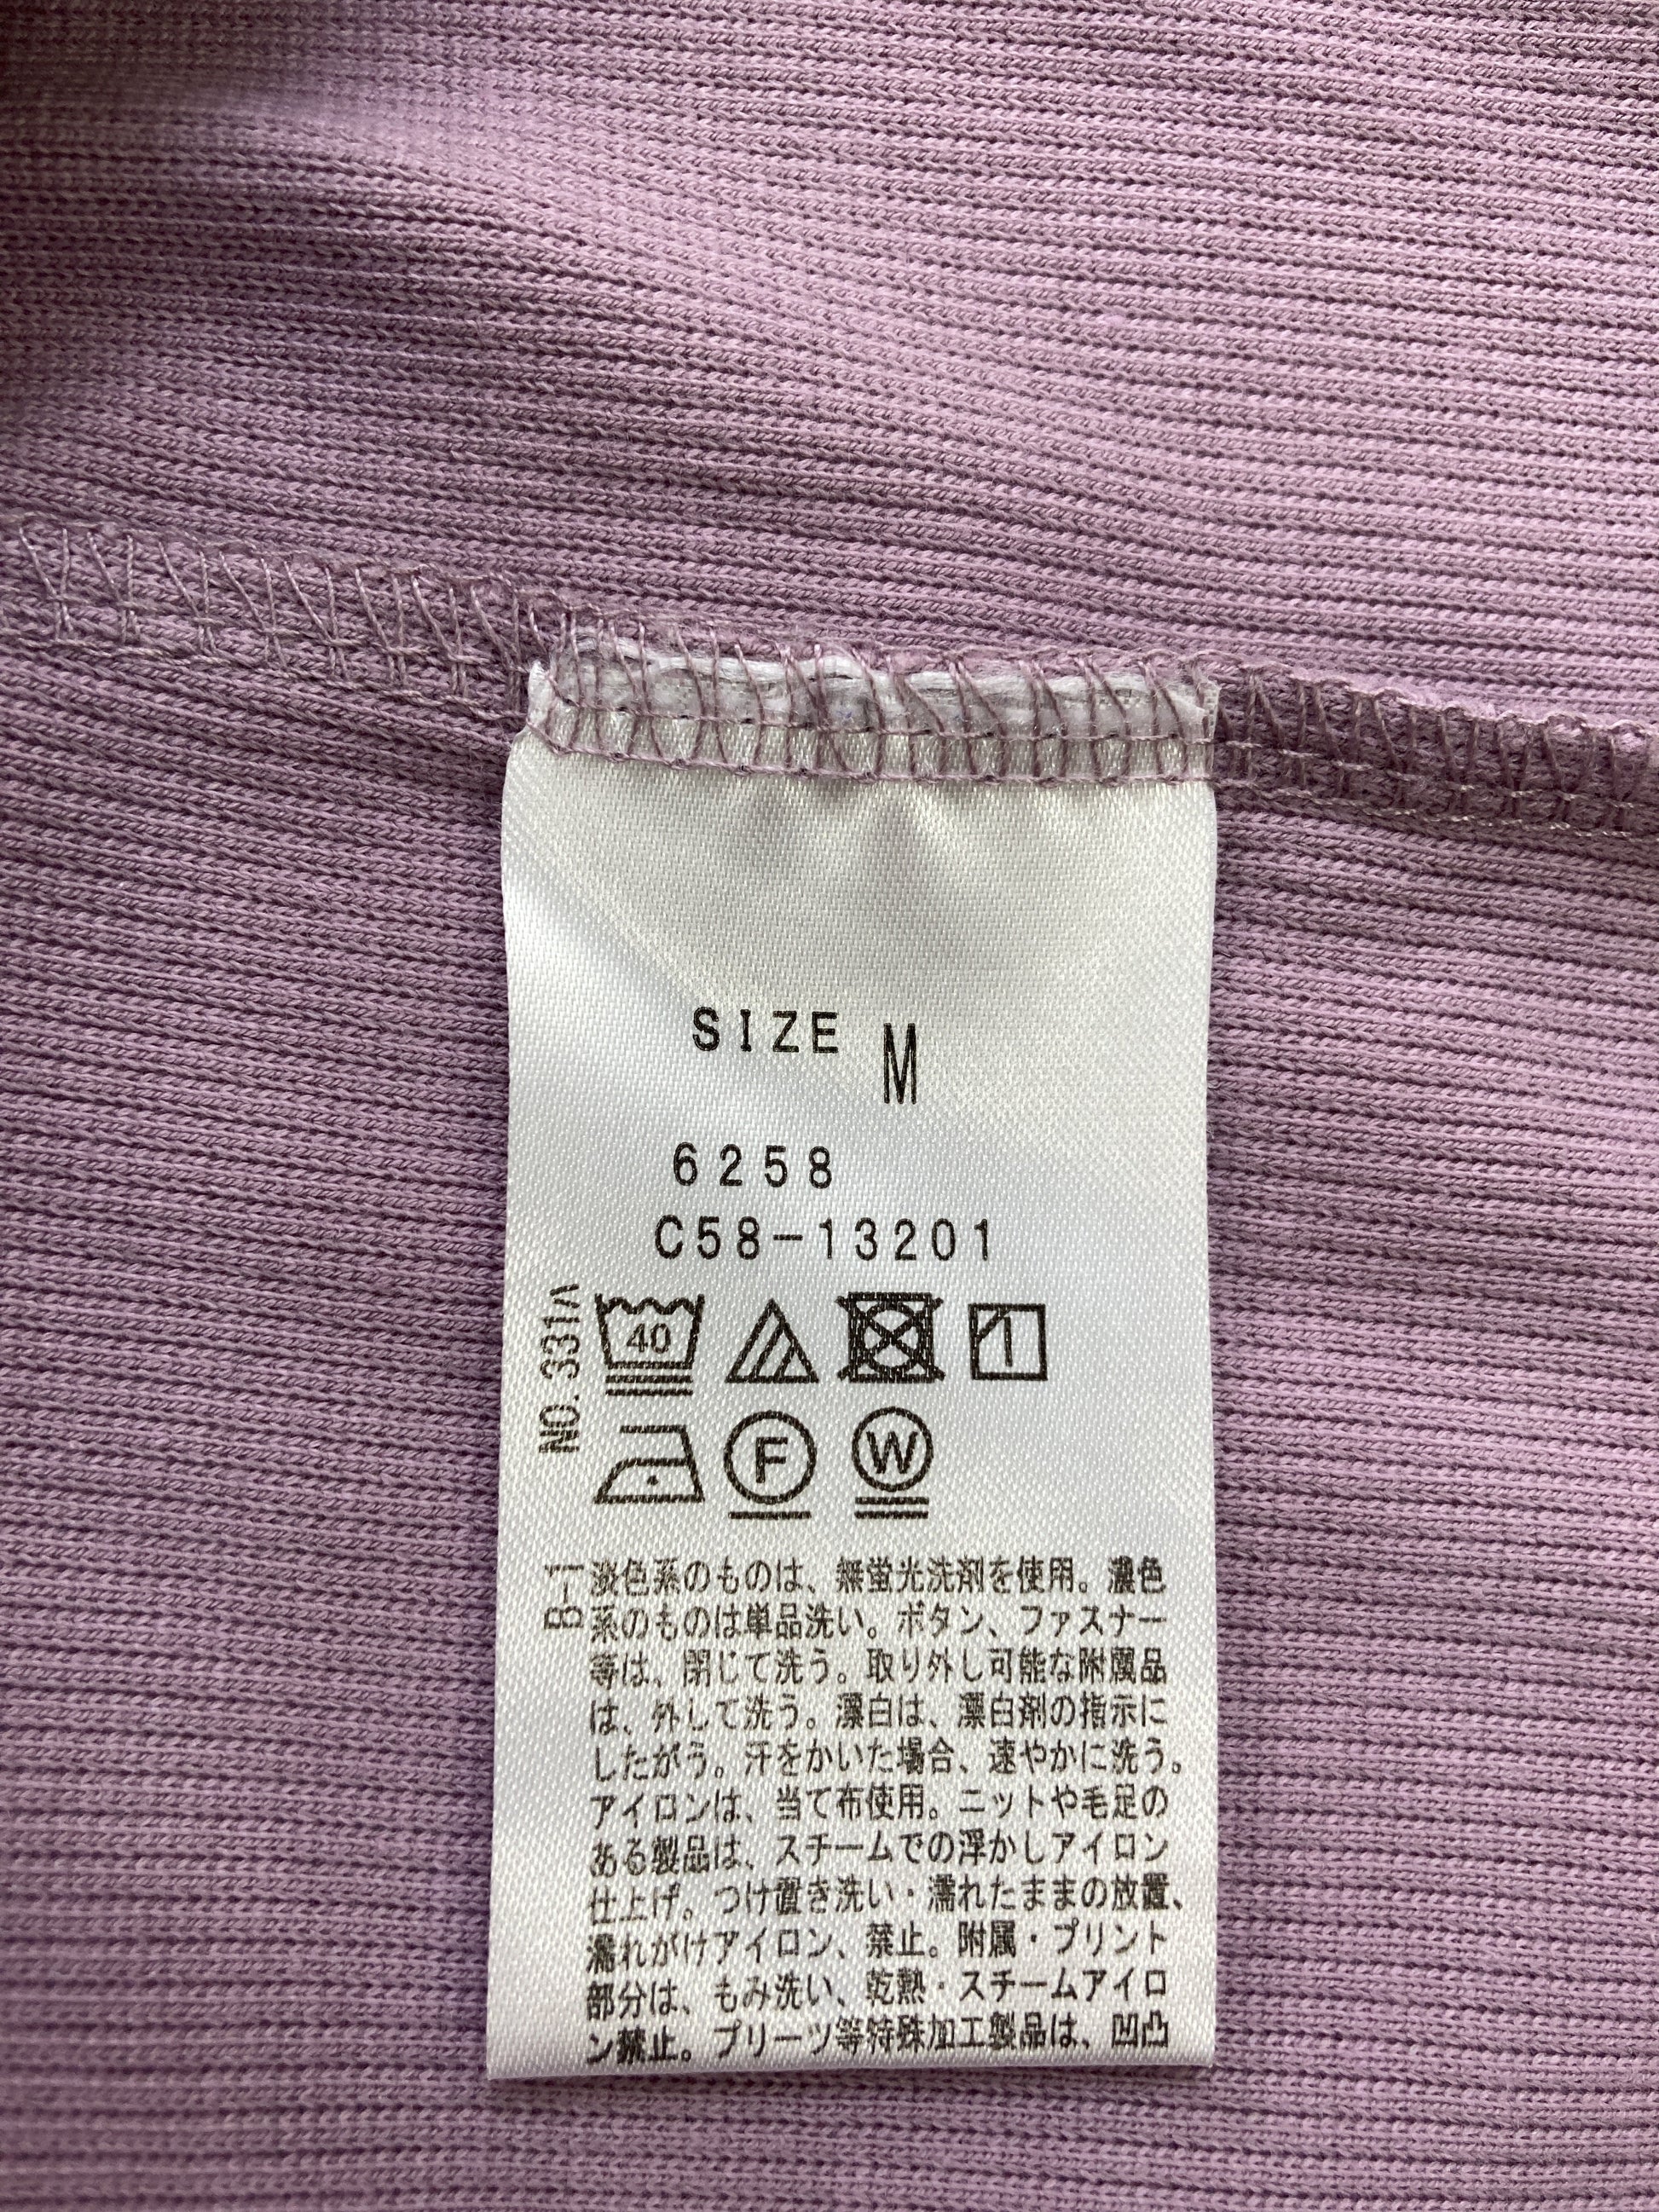 SIZE M
6258
C58-13201
NO.331A
40
F W
B-1
淡色系のものは、無蛍光洗剤を使用。濃色
系のものは単品洗い。ボタン、ファスナー
等は、閉じて洗う。取り外し可能な附属品
は、外して洗う。漂白は、漂白剤の指示に
したがう。汗をかいた場合、速やかに洗う。
アイロンは、当て布使用。ニットや毛足の
ある製品は、スチームでの浮かしアイロン
仕上げ。つけ置き洗い・濡れたままの放置、
濡れがけアイロン、禁止。附属・プリント
部分は、もみ洗い、乾熱・スチームアイロ
ン禁止。プリーツ等特殊加工製品は、凹凸